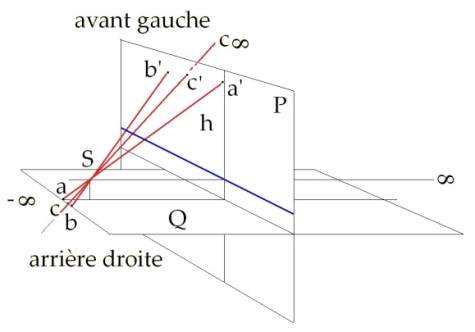 avant gauche
c ∞
b'
c'
a'
P
h
S
a
∞
- ∞
c
b
Q
arrière droite